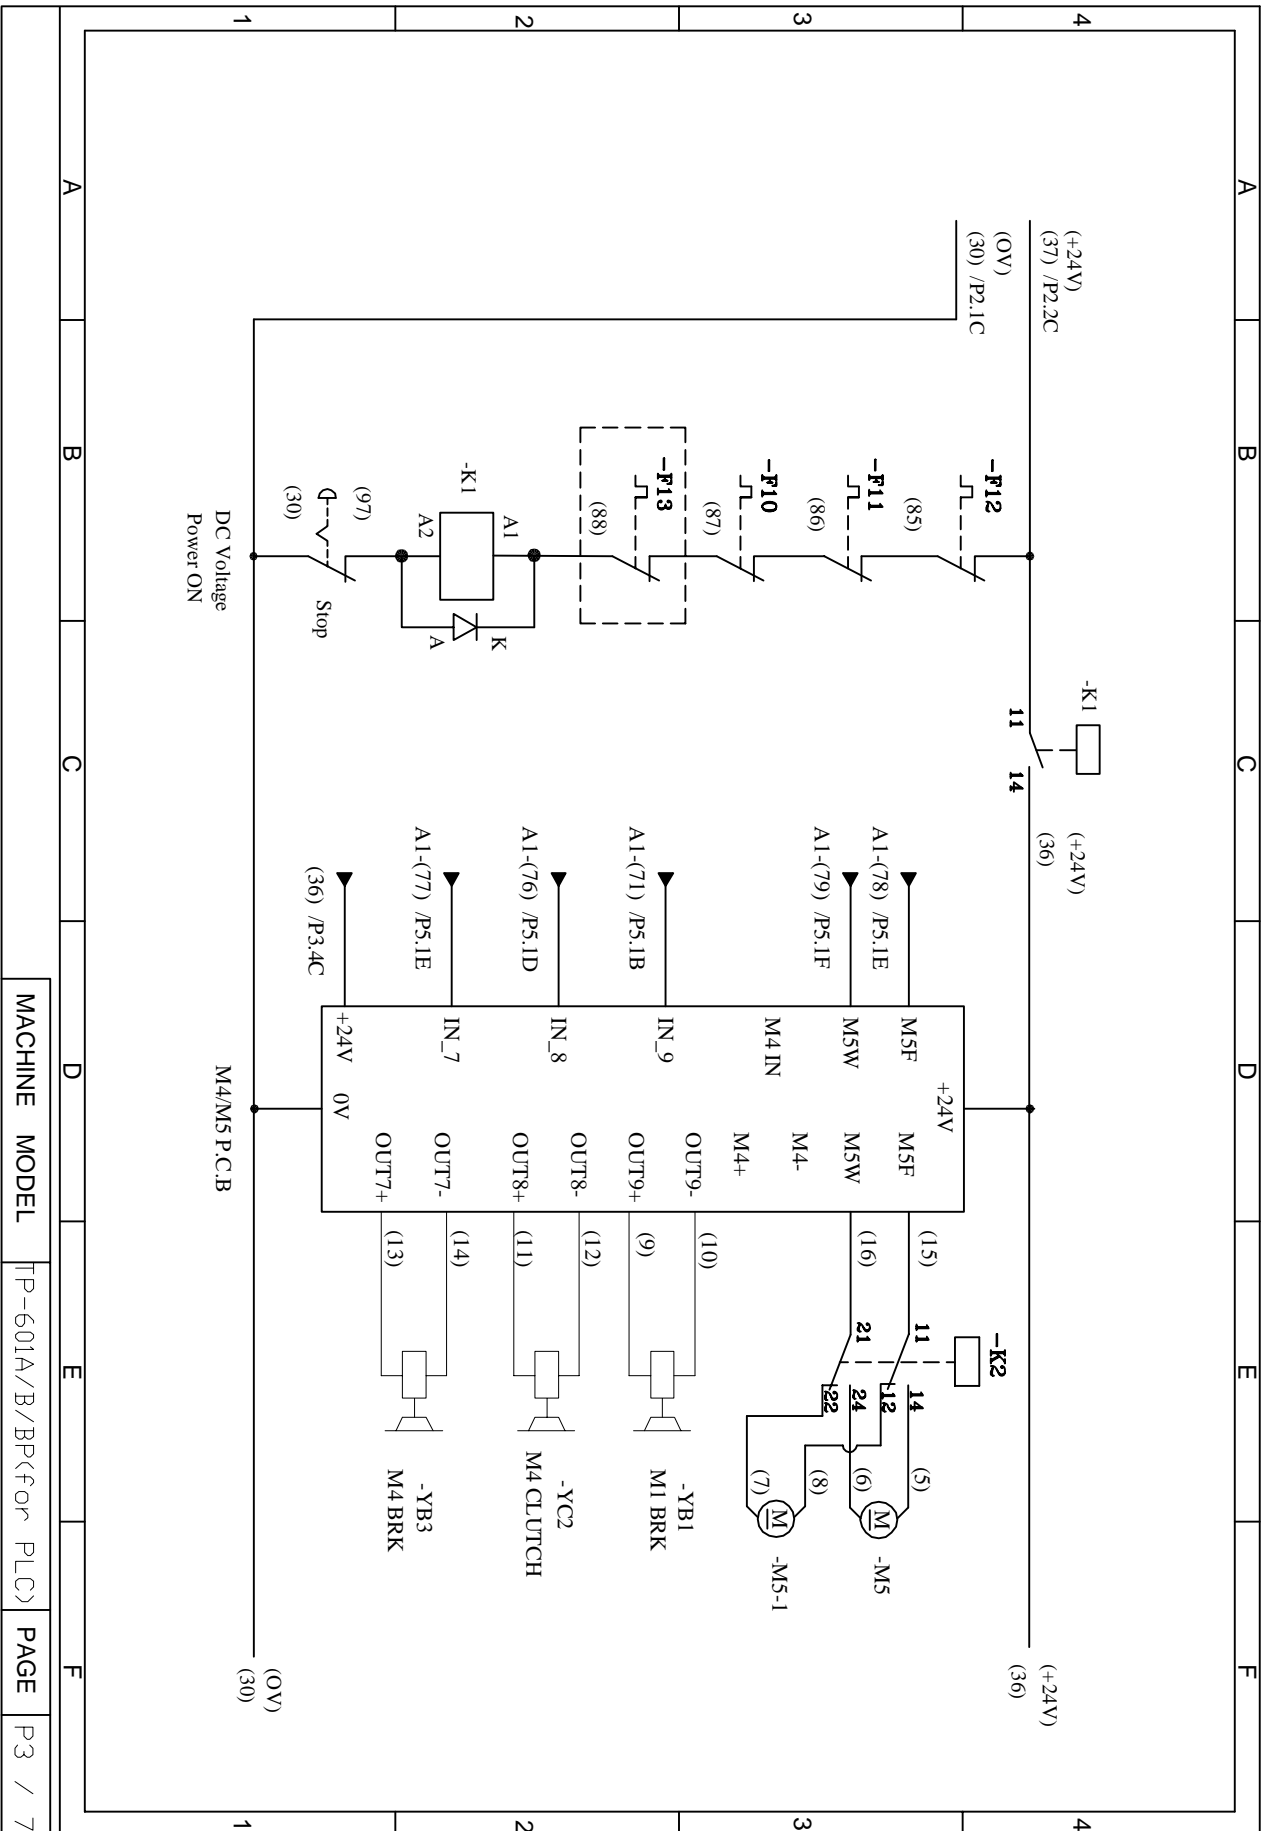 A
B
C
D
E
F
4
3
2
1
4
3
2
1
(+24V)
(37) /P2.2C
(OV)
(30) /P2.1C
-K1
11
14
(+24V)
(36)
(+24V)
(36)
-F12
(85)
-F11
(86)
-F10
(87)
-F13
(88)
-K1
A1
A2
K
A
(97)
(30)
Stop
DC Voltage
Power ON
A1-(78) /P5.1E
A1-(79) /P5.1F
A1-(71) /P5.1B
A1-(76) /P5.1D
A1-(77) /P5.1E
(36) /P3.4C
+24V
M5F
M5W
M4 IN
IN_9
IN_8
IN_7
+24V
0V
M5F
M5W
M4-
M4+
OUT9-
OUT9+
OUT8-
OUT8+
OUT7-
OUT7+
M4/M5 P.C.B
(15)
(16)
(10)
(9)
(12)
(11)
(14)
(13)
-K2
11
14
12
21
24
22
(5)
(6)
(8)
(7)
M
-M5
M
-M5-1
-YB1
M1 BRK
-YC2
M4 CLUTCH
-YB3
M4 BRK
(OV)
(30)
A
B
C
D
E
F
MACHINE MODEL
TP-601A/B/BP(for PLC)
PAGE
P3 / 7